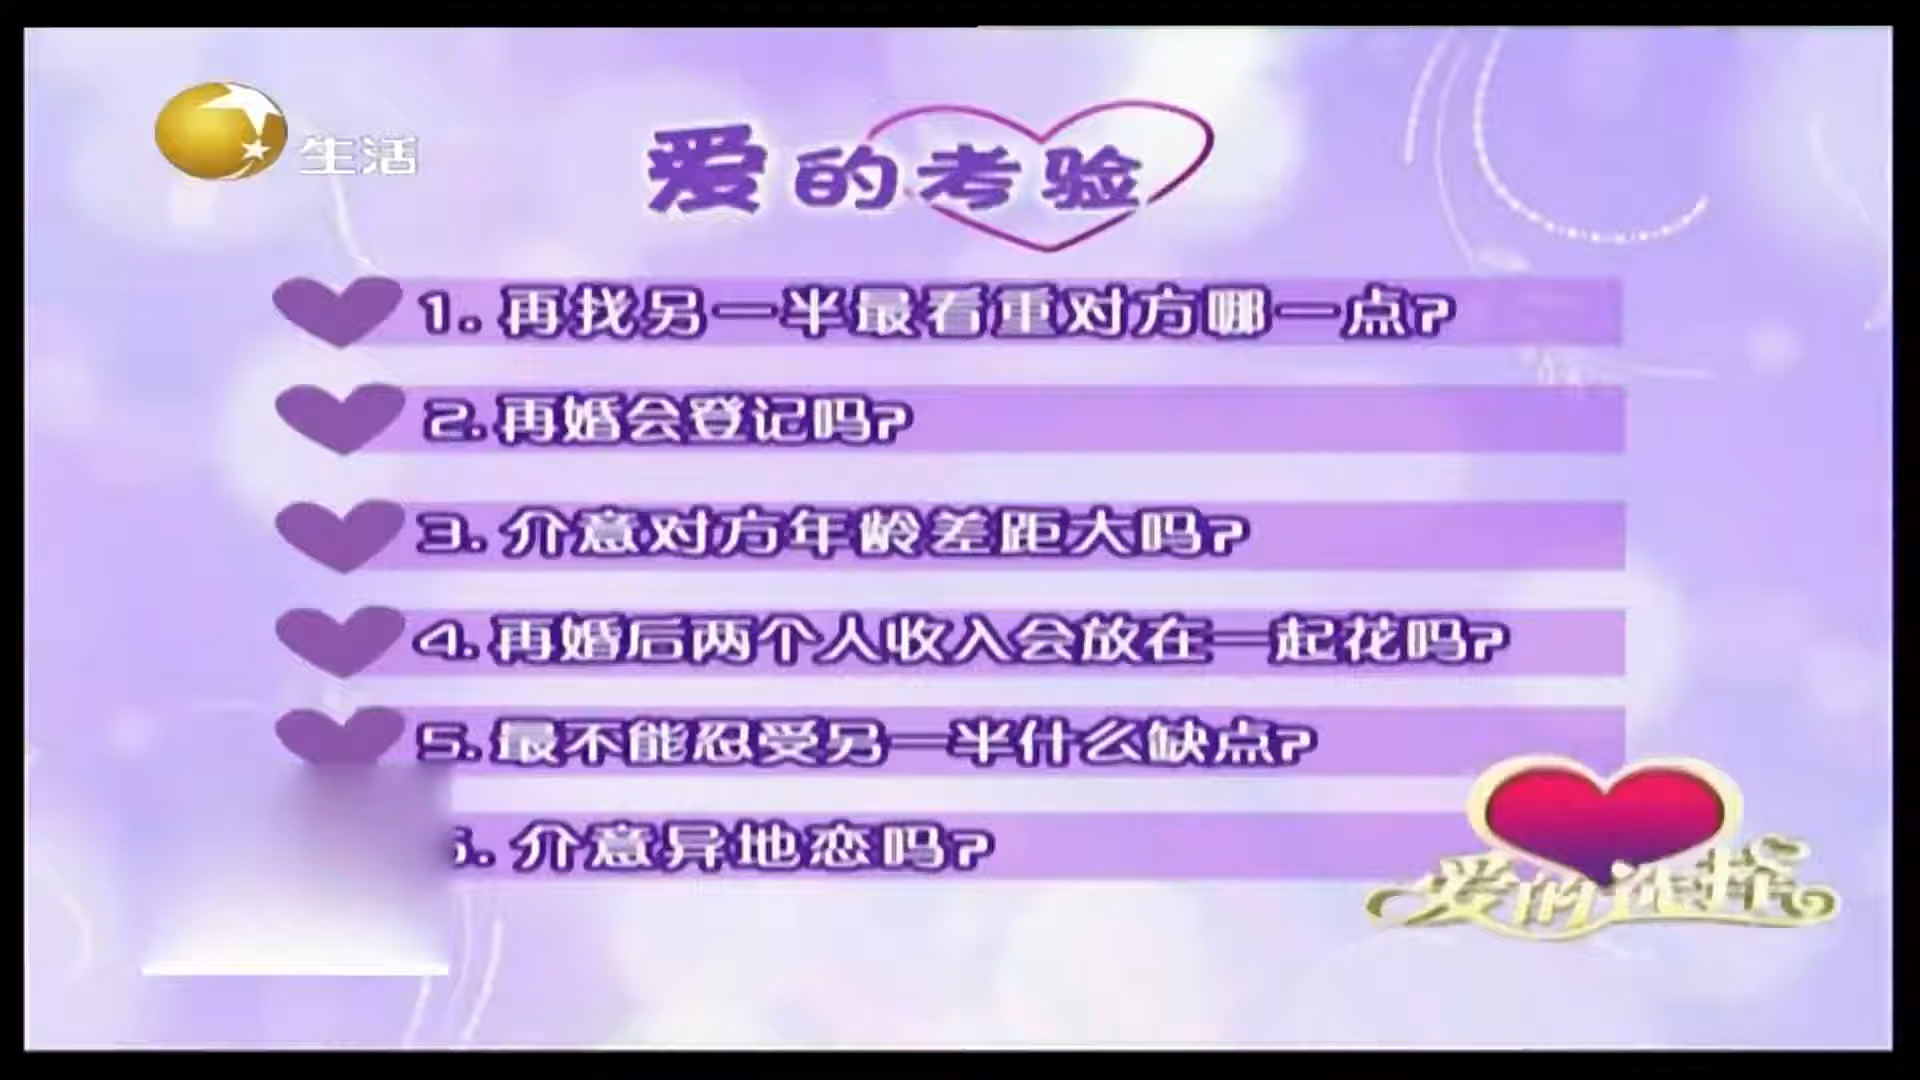 生活
爱的考验
1.再找另一半最看重对方哪一点?
2.再婚会登记吗?
3.介意对方年龄差距大吗?
4.再婚后两个人收入会放在一起花吗?
5.最不能忍受另一半什么缺点?
6.介意异地恋吗?
爱的选择